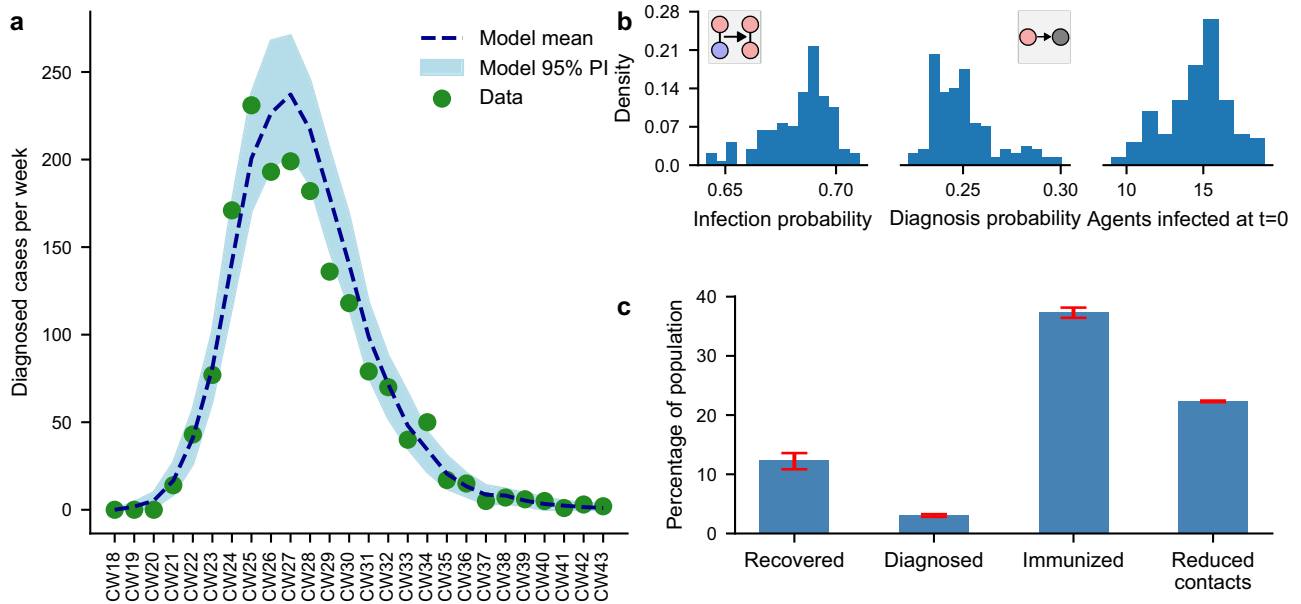 a
Diagnosed cases per week
250
200
150
100
50
0
Model mean
Model 95% PI
Data
CW18
CW19
CW20
CW21
CW22
CW23
CW24
CW25
CW26
CW27
CW28
CW29
CW30
CW31
CW32
CW33
CW34
CW35
CW36
CW37
CW38
CW39
CW40
CW41
CW42
CW43
b
Density
0.28
0.21
0.14
0.07
0.0
0.65 0.70
Infection probability
0.25 0.30
Diagnosis probability
10 15
Agents infected at t=0
c
Percentage of population
40
30
20
10
0
Recovered
Diagnosed
Immunized
Reduced
contacts